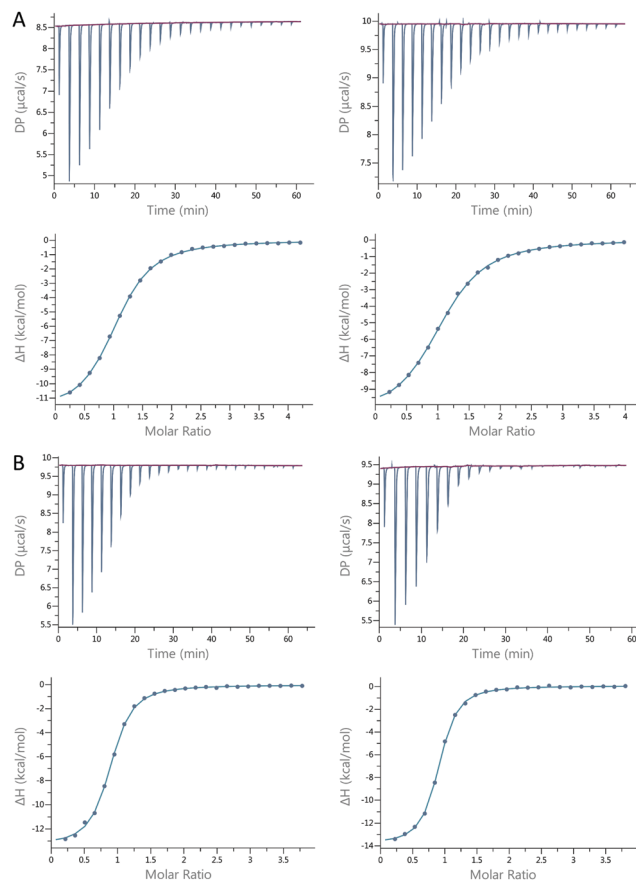 A
8.5
8
7.5
7
6.5
6
5.5
5
DP (µcal/s)
0 10 20 30 40 50 60
Time (min)
10
9.5
9
8.5
8
7.5
DP (µcal/s)
0 10 20 30 40 50 60
Time (min)
0
-1
-2
-3
-4
-5
-6
-7
-8
-9
-10
-11
ΔH (kcal/mol)
0 0.5 1 1.5 2 2.5 3 3.5 4
Molar Ratio
0
-1
-2
-3
-4
-5
-6
-7
-8
-9
ΔH (kcal/mol)
0 0.5 1 1.5 2 2.5 3 3.5 4
Molar Ratio
B
10
9.5
9
8.5
8
7.5
7
6.5
6
5.5
DP (µcal/s)
0 10 20 30 40 50 60
Time (min)
9.5
9
8.5
8
7.5
7
6.5
6
5.5
DP (µcal/s)
0 10 20 30 40 50 60
Time (min)
0
-2
-4
-6
-8
-10
-12
ΔH (kcal/mol)
0 0.5 1 1.5 2 2.5 3 3.5
Molar Ratio
0
-2
-4
-6
-8
-10
-12
-14
ΔH (kcal/mol)
0 0.5 1 1.5 2 2.5 3 3.5
Molar Ratio